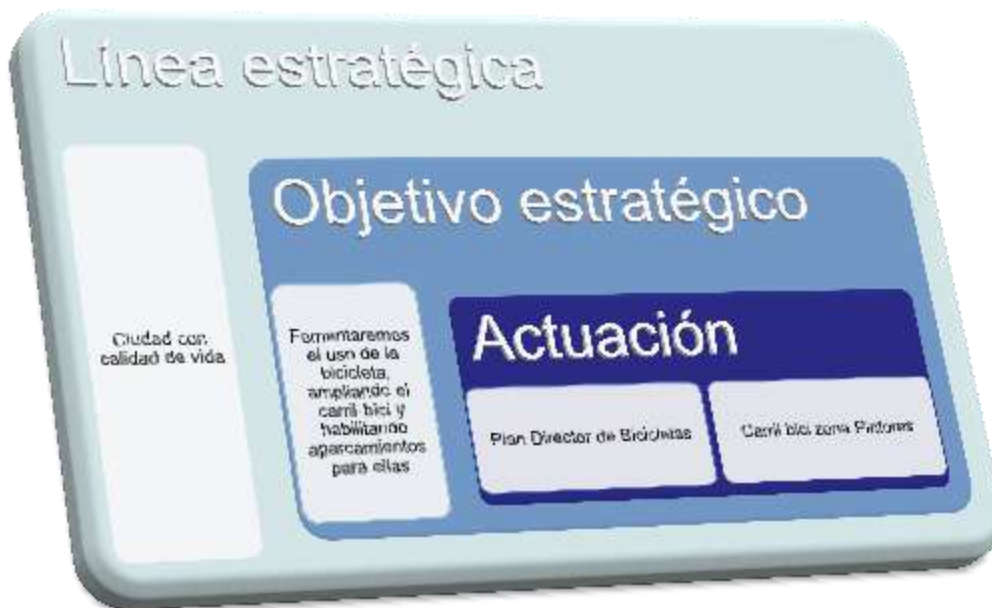 Línea estratégica
Ciudad con
calidad de vida
Objetivo estratégico
Fomentaremos
el uso de la
bicicleta,
ampliando el
carril bici y
habilitando
aparcamientos
para ellas
Actuación
Plan Director de Bicicletas
Carril bici zona Pintores